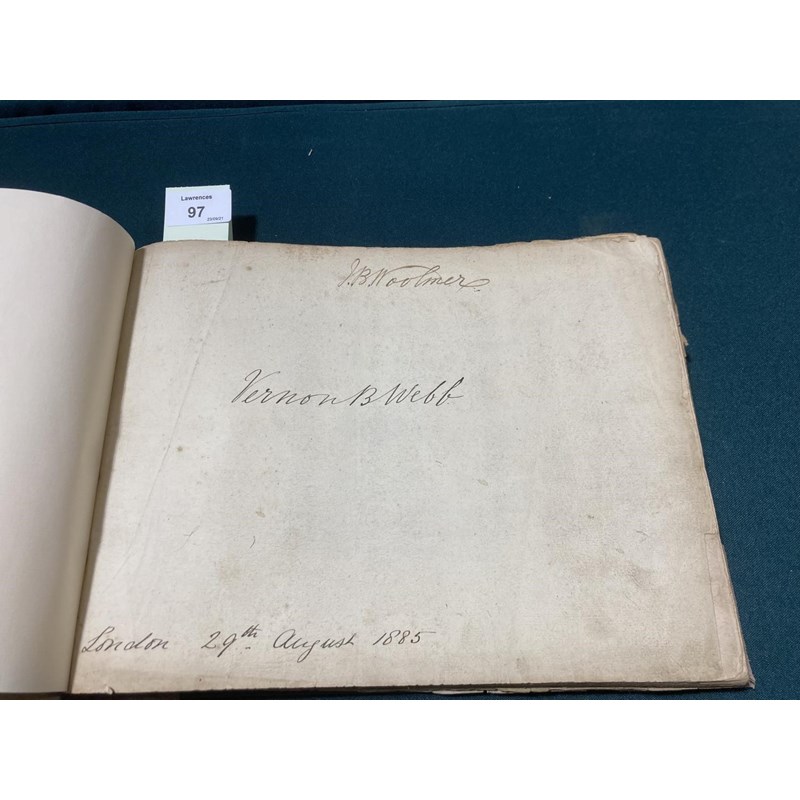 Lawrences
97
J.B Woolmer.
Vernon B Webb
London 29th August 1885